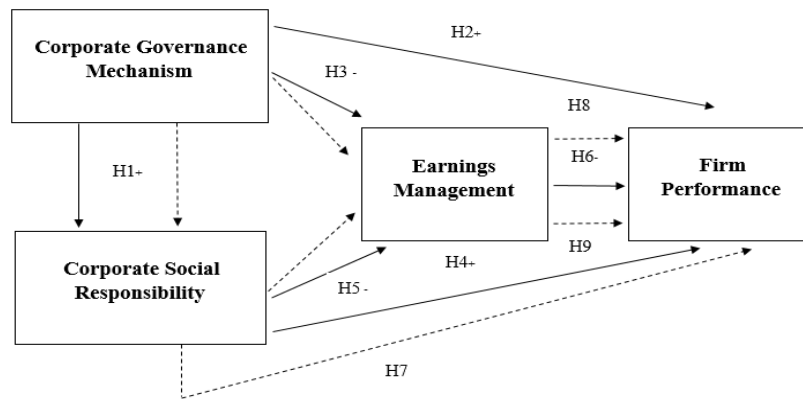 Corporate Governance
Mechanism
H2+
H3 -
H8
Earnings
Management
H6-
Firm
Performance
H1+
H9
Corporate Social
Responsibility
H4+
H5 -
H7